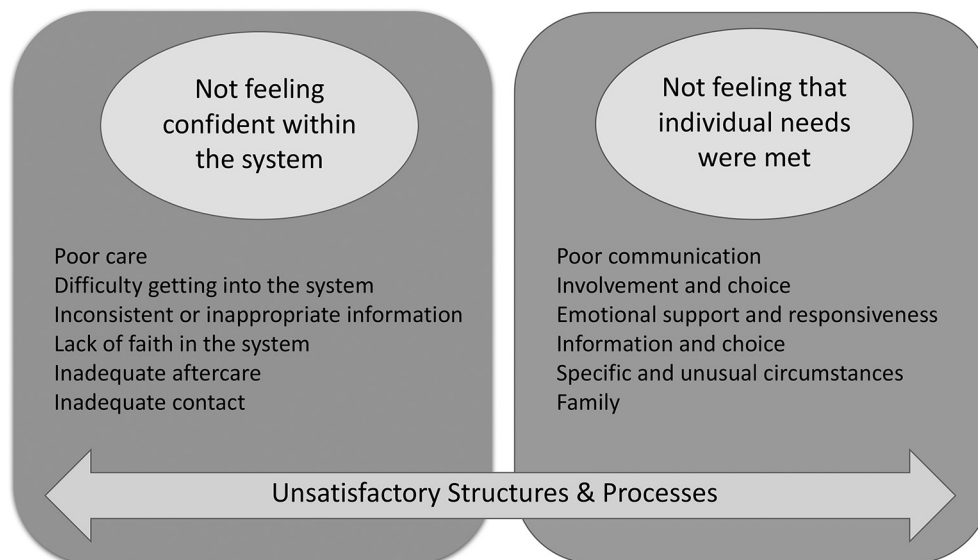 Not feeling
confident within
the system
Poor care
Difficulty getting into the system
Inconsistent or inappropriate information
Lack of faith in the system
Inadequate aftercare
Inadequate contact
Not feeling that
individual needs
were met
Poor communication
Involvement and choice
Emotional support and responsiveness
Information and choice
Specific and unusual circumstances
Family
Unsatisfactory Structures & Processes